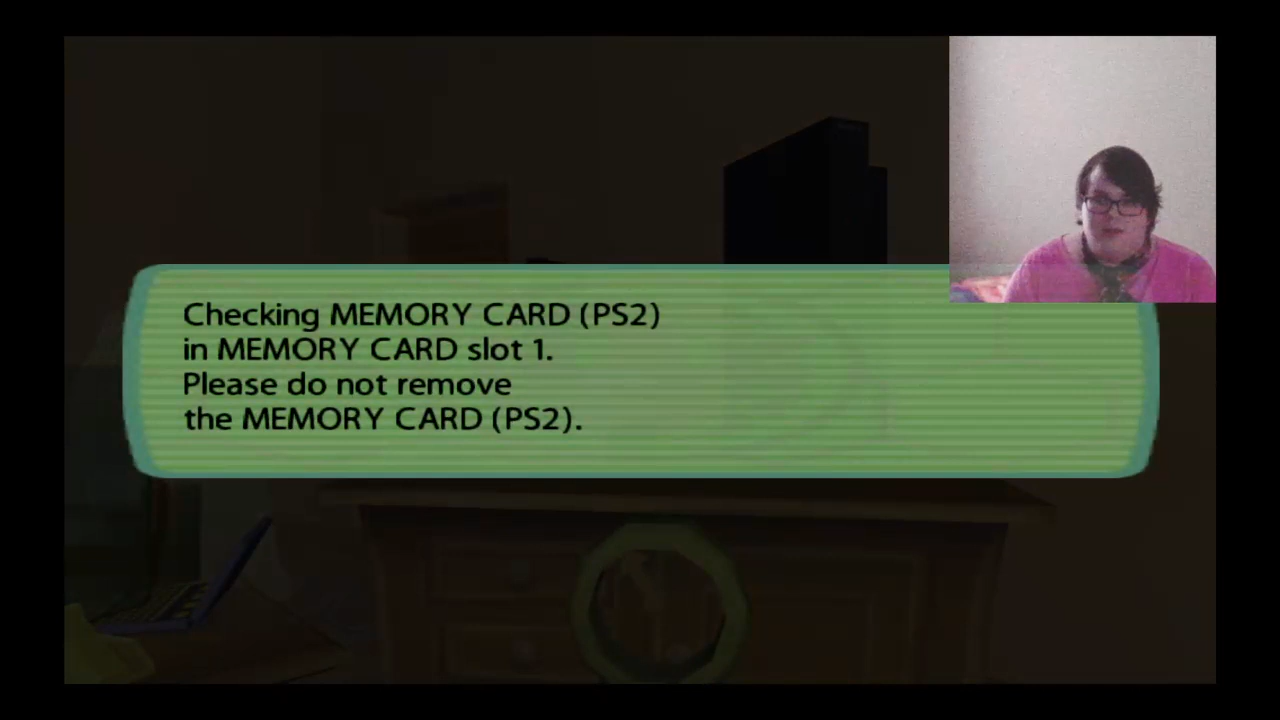 Checking MEMORY CARD (PS2)
in MEMORY CARD slot 1.
Please do not remove
the MEMORY CARD (PS2).